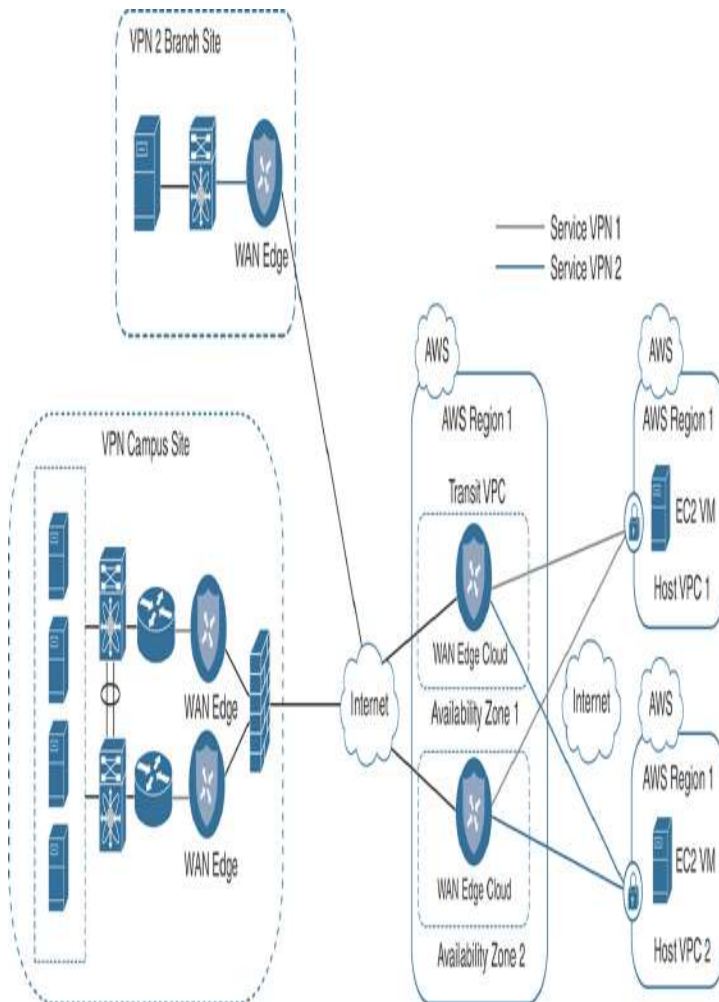 VPN 2 Branch Site
WAN Edge
Service VPN 1
Service VPN 2
AWS
AWS
AWS Region 1
AWS Region 1
Transit VPC
EC2 VM
Host VPC 1
WAN Edge Cloud
Availability Zone 1
VPN Campus Site
WAN Edge
WAN Edge
Internet
Internet
AWS
AWS Region 1
WAN Edge Cloud
EC2 VM
Availability Zone 2
Host VPC 2